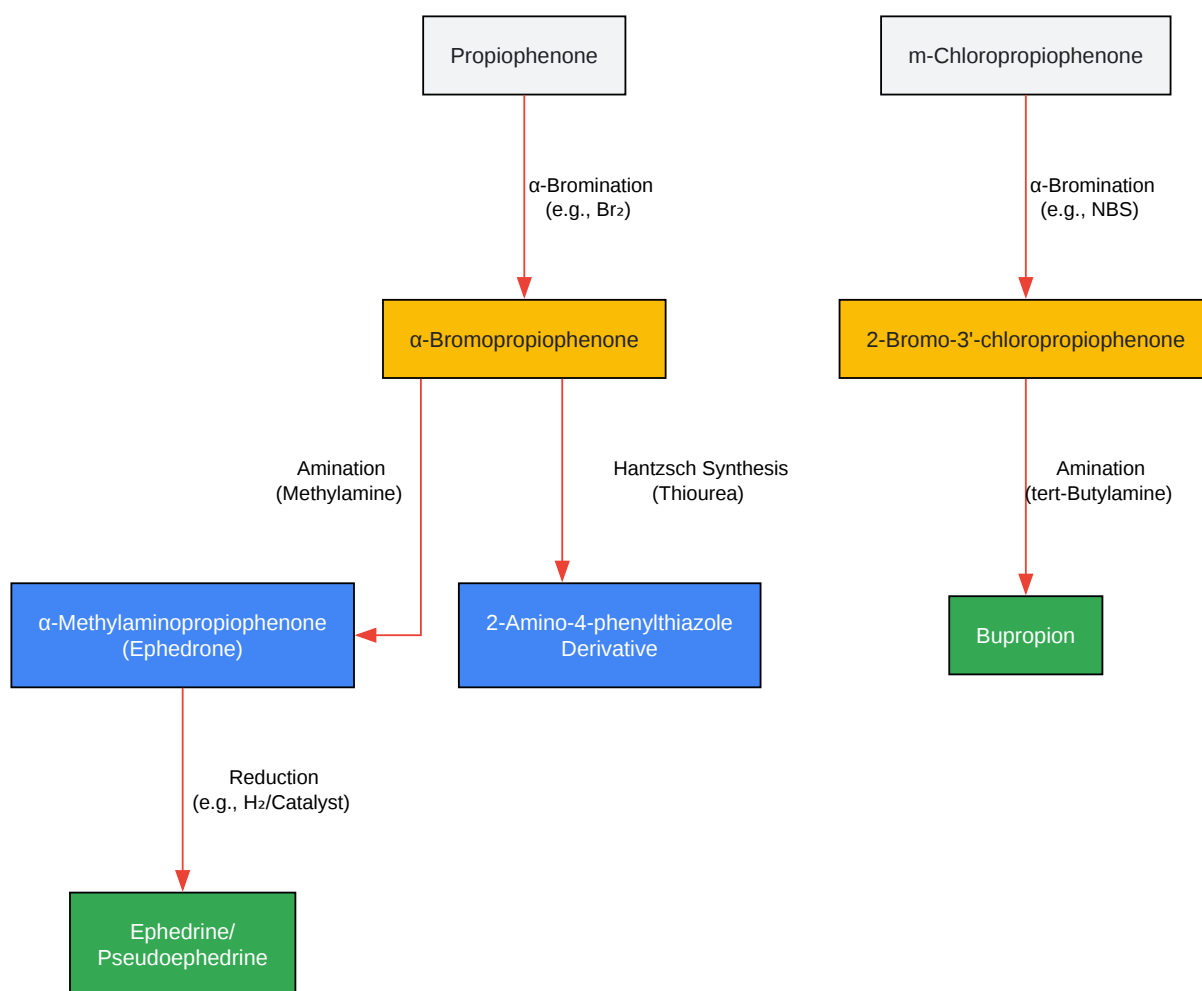 Propiophenone
m-Chloropropiophenone
α-Bromination
(e.g., Br₂)
α-Bromination
(e.g., NBS)
α-Bromopropiophenone
2-Bromo-3'-chloropropiophenone
Amination
(Methylamine)
Hantzsch Synthesis
(Thiourea)
Amination
(tert-Butylamine)
α-Methylaminopropiophenone
(Ephedrone)
2-Amino-4-phenylthiazole
Derivative
Bupropion
Reduction
(e.g., H₂/Catalyst)
Ephedrine/
Pseudoephedrine